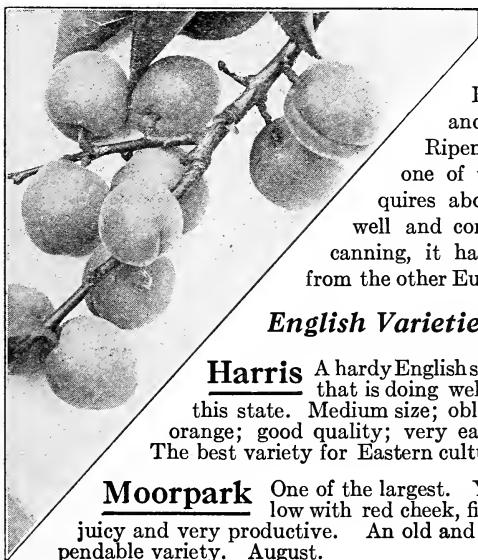 and
Ripen
one of
quires abo
well and con
canning, it ha
from the other Eu
English Varietie
Harris A hardy English s
that is doing wel
this state. Medium size; obl
orange; good quality; very ea
The best variety for Eastern cultu
Moorpark One of the largest. Y
low with red cheek, fi
juicy and very productive. An old and
pendable variety. August.